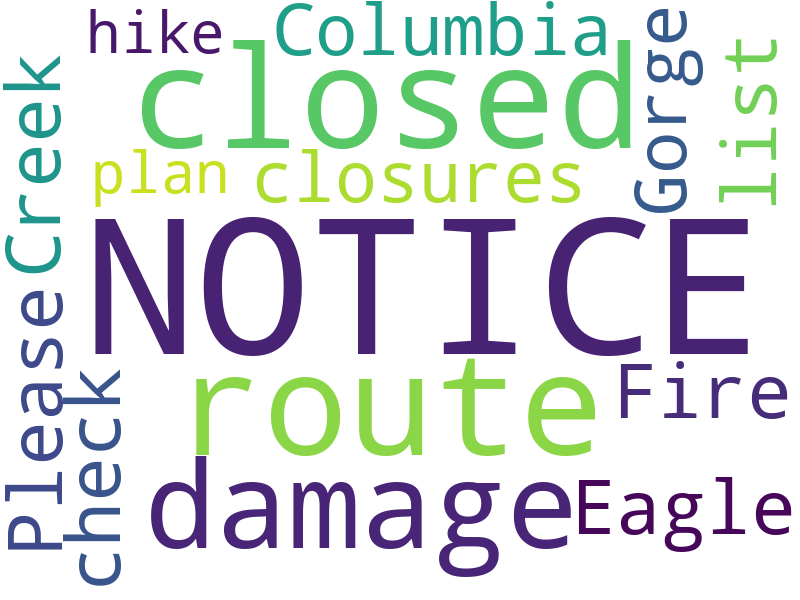 hike
Columbia
closed
Gorge
list
Creek
plan
closures
NOTICE
Please
check
route
Fire
damage
Eagle